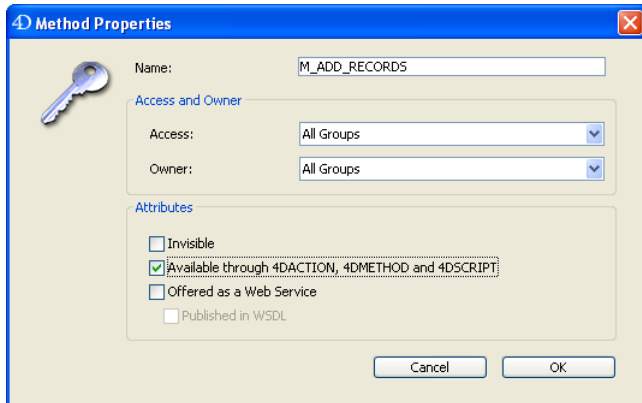 4D Method Properties
Name: M_ADD_RECORDS
Access and Owner
Access: All Groups
Owner: All Groups
Attributes
Invisible
Available through 4DACTION, 4DMETHOD and 4DSCRIPT
Offered as a Web Service
Published in WSDL
Cancel OK